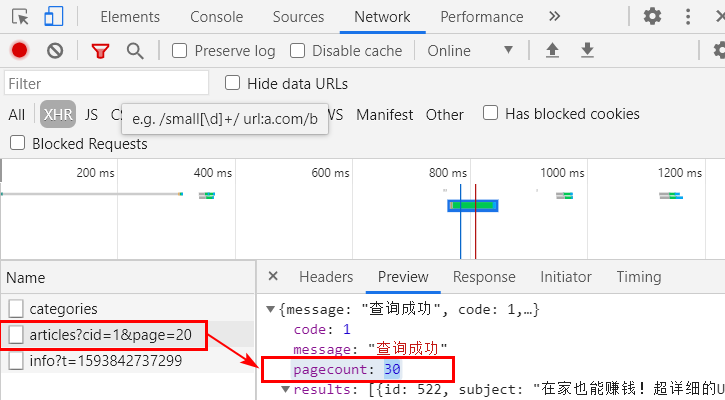 Elements Console Sources Network Performance »
Preserve log Disable cache Online
Filter Hide data URLs
All XHR JS CS WS Manifest Other Has blocked cookies
e.g. /small[\d]+/ url:a.com/b
Blocked Requests
200 ms 400 ms 600 ms 800 ms 1000 ms 1200 ms
Name Headers Preview Response Initiator Timing
categories
articles?cid=1&page=20
info?t=1593842737299
{message: "查询成功", code: 1,…}
code: 1
message: "查询成功"
pagecount: 30
results: [{id: 522, subject: "在家也能赚钱！超详细的U